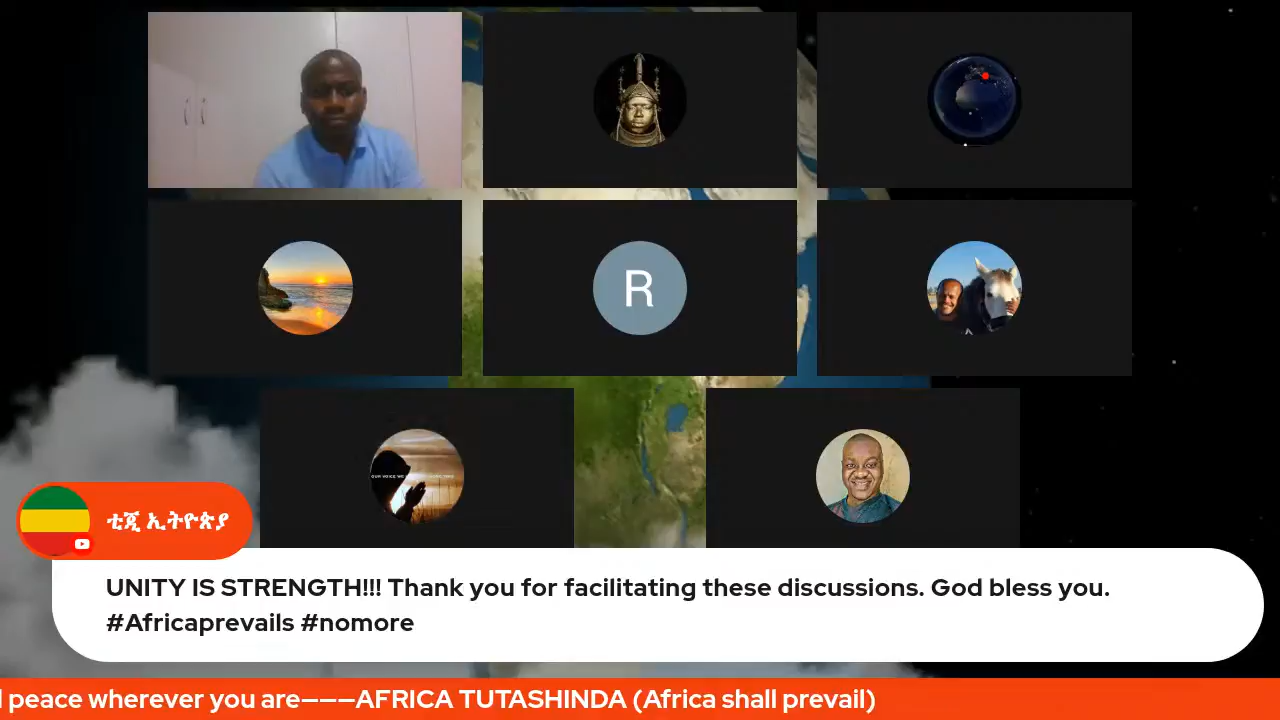 R
ቲጂ ኢትዮጵያ
UNITY IS STRENGTH!!! Thank you for facilitating these discussions. God bless you.
#Africaprevails #nomore
peace wherever you are———AFRICA TUTASHINDA (Africa shall prevail)